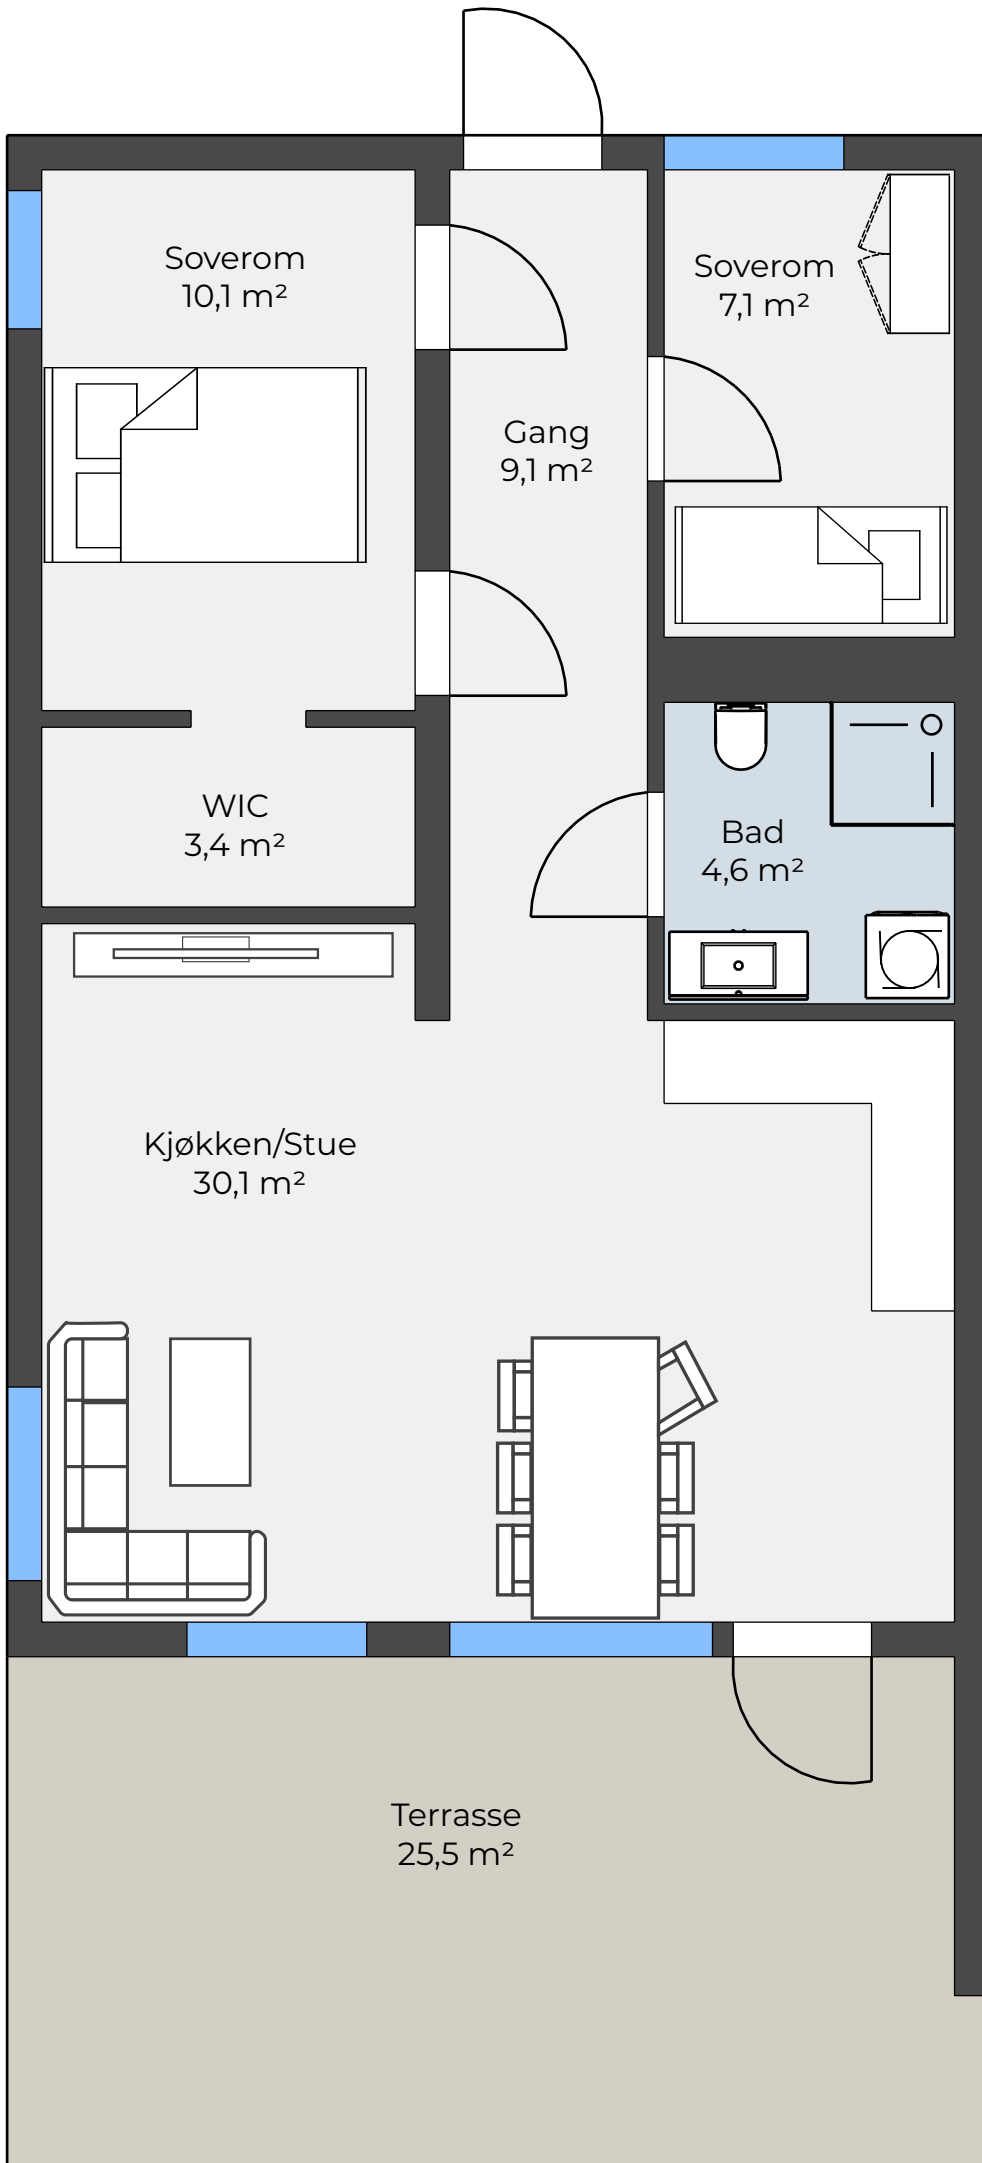 Soverom
10,1 m²
Soverom
7,1 m²
Gang
9,1 m²
WIC
3,4 m²
Bad
4,6 m²
Kjøkken/Stue
30,1 m²
Terrasse
25,5 m²